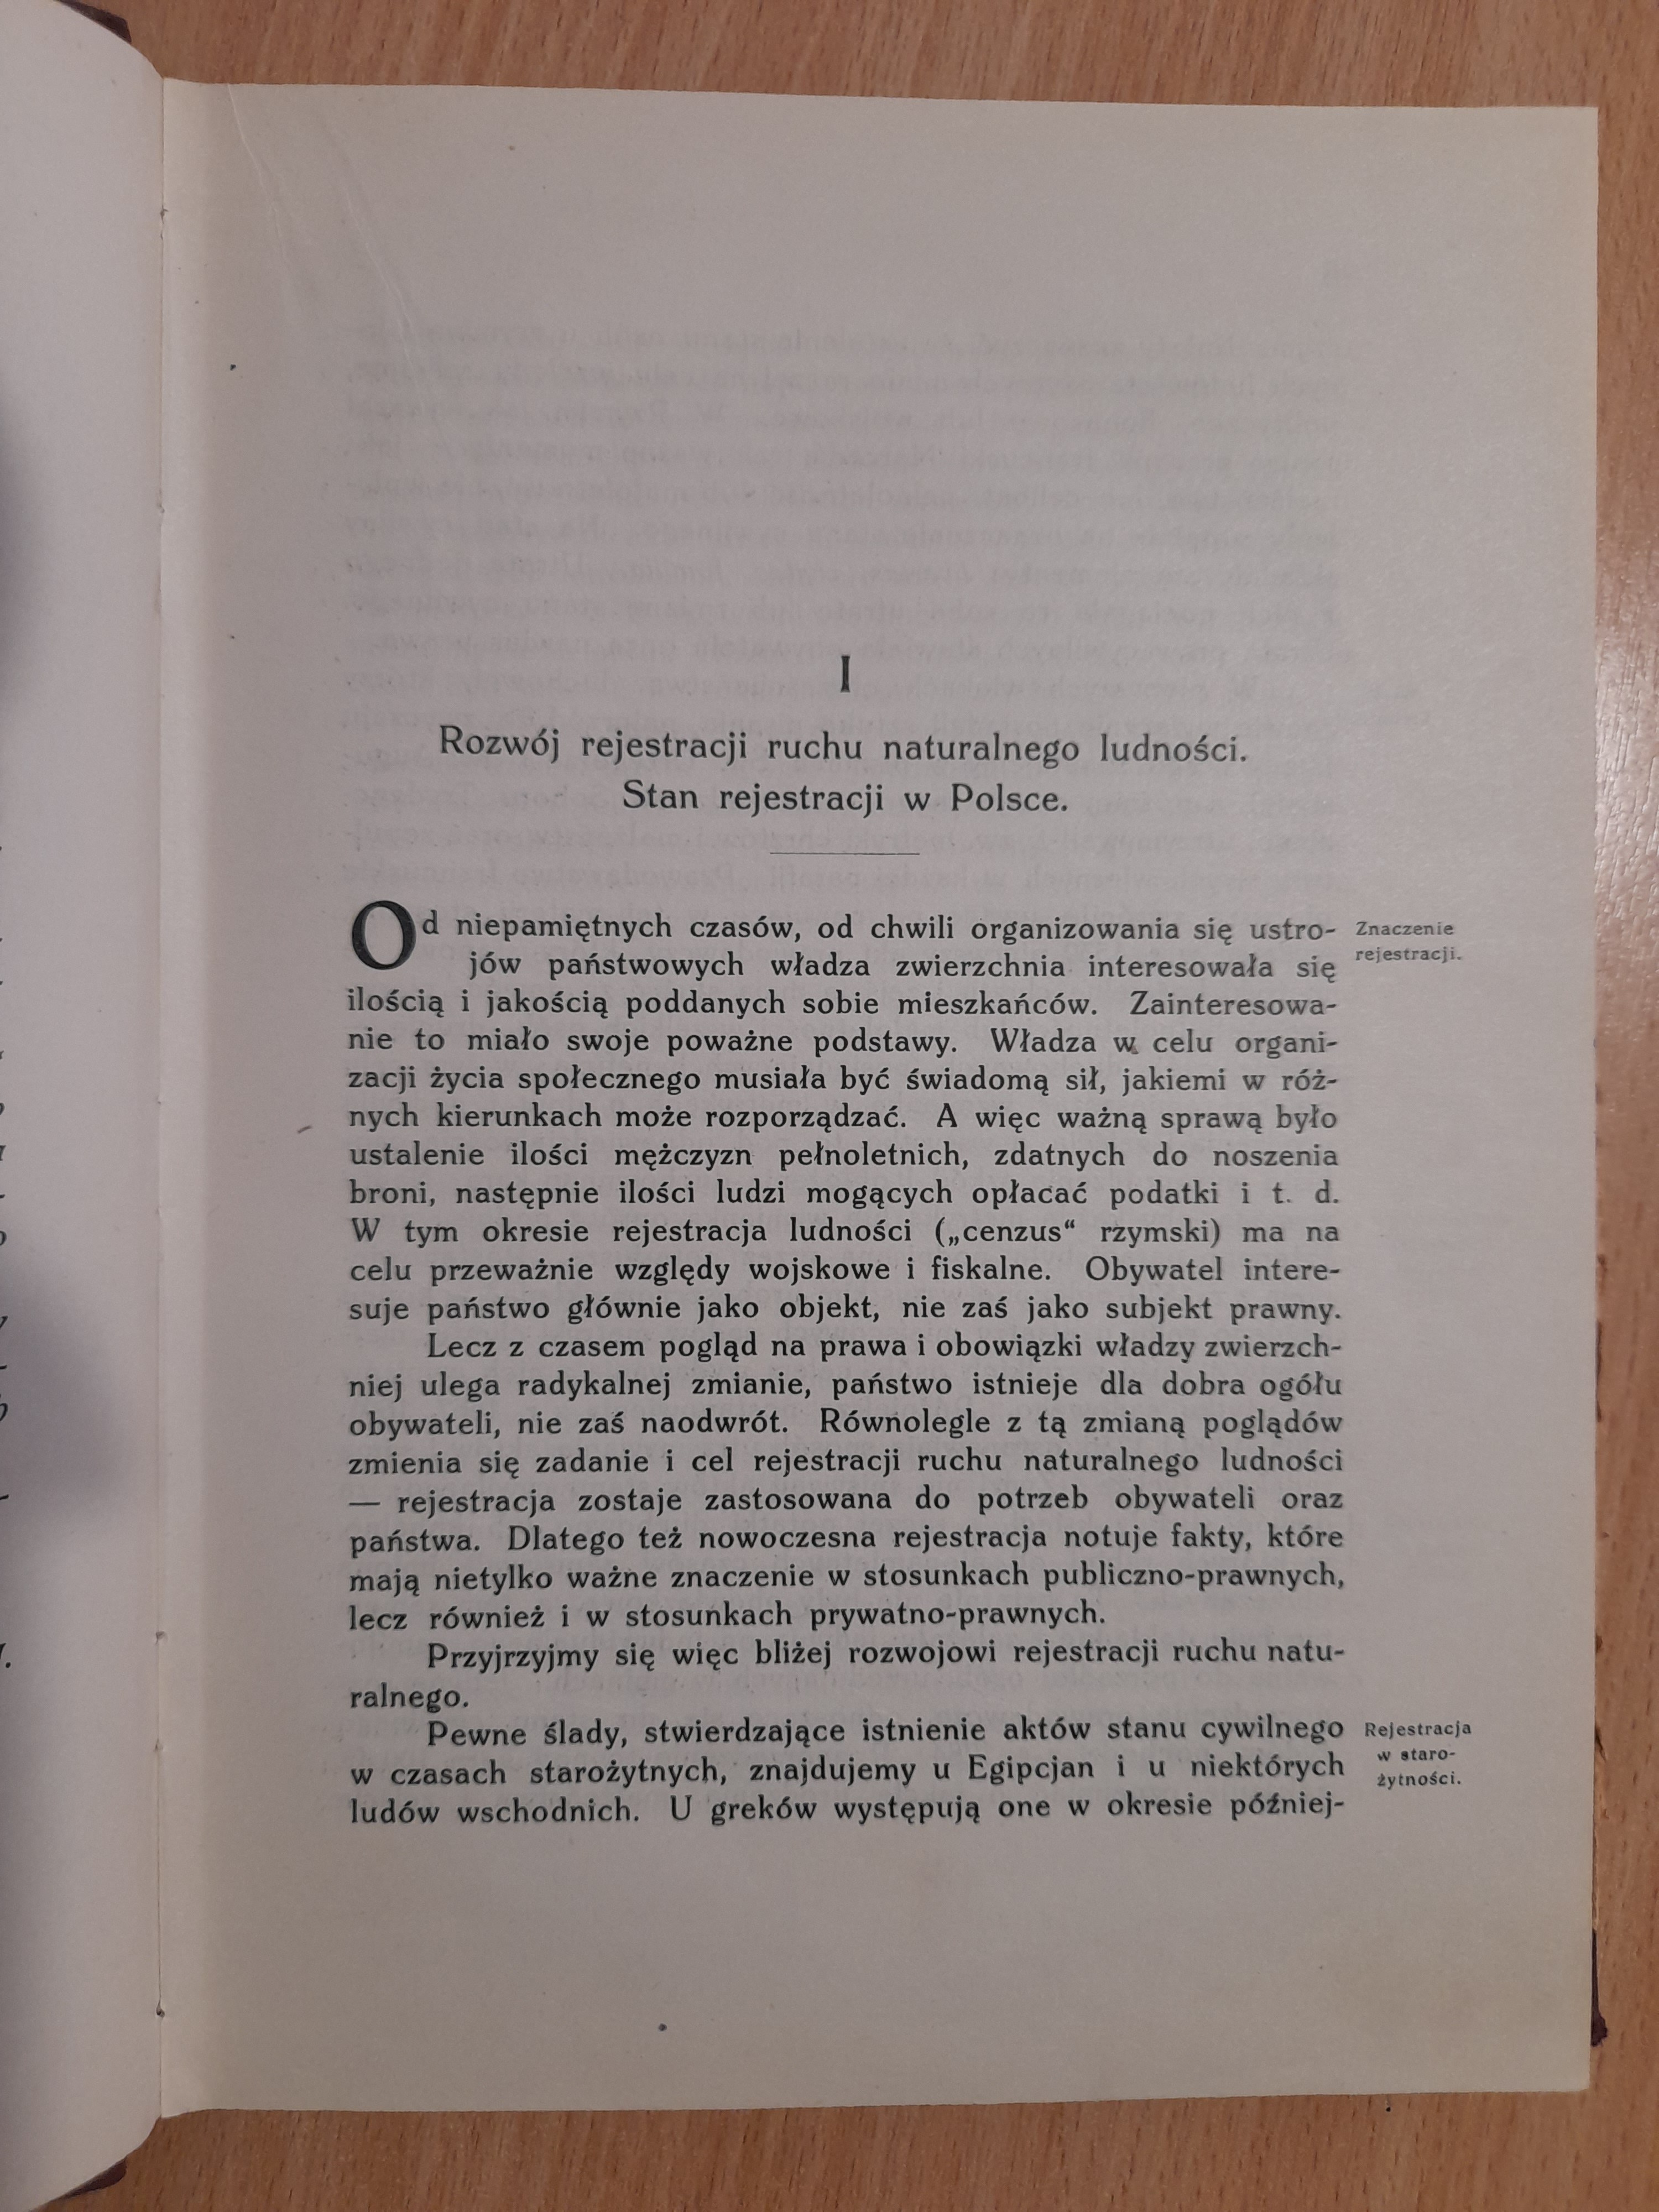 I
Rozwój rejestracji ruchu naturalnego ludności.
Stan rejestracji w Polsce.
Od niepamiętnych czasów, od chwili organizowania się ustro-
jów państwowych władza zwierzchnia interesowała się
ilością i jakością poddanych sobie mieszkańców. Zainteresowa-
nie to miało swoje poważne podstawy. Władza w celu organi-
zacji życia społecznego musiała być świadomą sił, jakiemi w róż-
nych kierunkach może rozporządzać. A więc ważną sprawą było
ustalenie ilości mężczyzn pełnoletnich, zdatnych do noszenia
broni, następnie ilości ludzi mogących opłacać podatki i t. d.
W tym okresie rejestracja ludności („cenzus“ rzymski) ma na
celu przeważnie względy wojskowe i fiskalne. Obywatel intere-
suje państwo głównie jako objekt, nie zaś jako subjekt prawny.
Lecz z czasem pogląd na prawa i obowiązki władzy zwierzch-
niej ulega radykalnej zmianie, państwo istnieje dla dobra ogółu
obywateli, nie zaś naodwrót. Równolegle z tą zmianą poglądów
zmienia się zadanie i cel rejestracji ruchu naturalnego ludności
— rejestracja zostaje zastosowana do potrzeb obywateli oraz
państwa. Dlatego też nowoczesna rejestracja notuje fakty, które
mają nietylko ważne znaczenie w stosunkach publiczno-prawnych,
lecz również i w stosunkach prywatno-prawnych.
Przyjrzyjmy się więc bliżej rozwojowi rejestracji ruchu natu-
ralnego.
Pewne ślady, stwierdzające istnienie aktów stanu cywilnego
w czasach starożytnych, znajdujemy u Egipcjan i u niektórych
ludów wschodnich. U greków występują one w okresie później-
Znaczenie
rejestracji.
Rejestracja
w staro-
żytności.